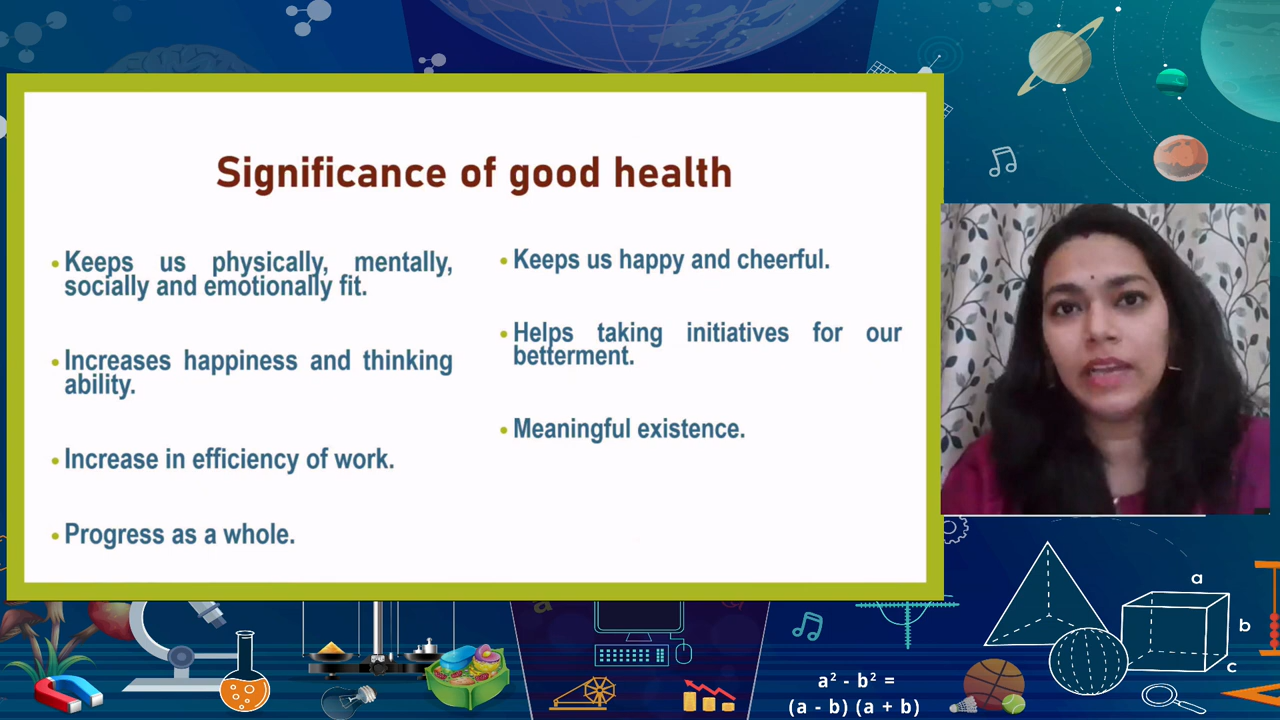 Significance of good health
• Keeps us physically, mentally,
socially and emotionally fit.
• Increases happiness and thinking
ability.
• Increase in efficiency of work.
• Progress as a whole.
• Keeps us happy and cheerful.
• Helps taking initiatives for our
betterment.
• Meaningful existence.
a
b
c
a² - b² =
(a - b) (a + b)